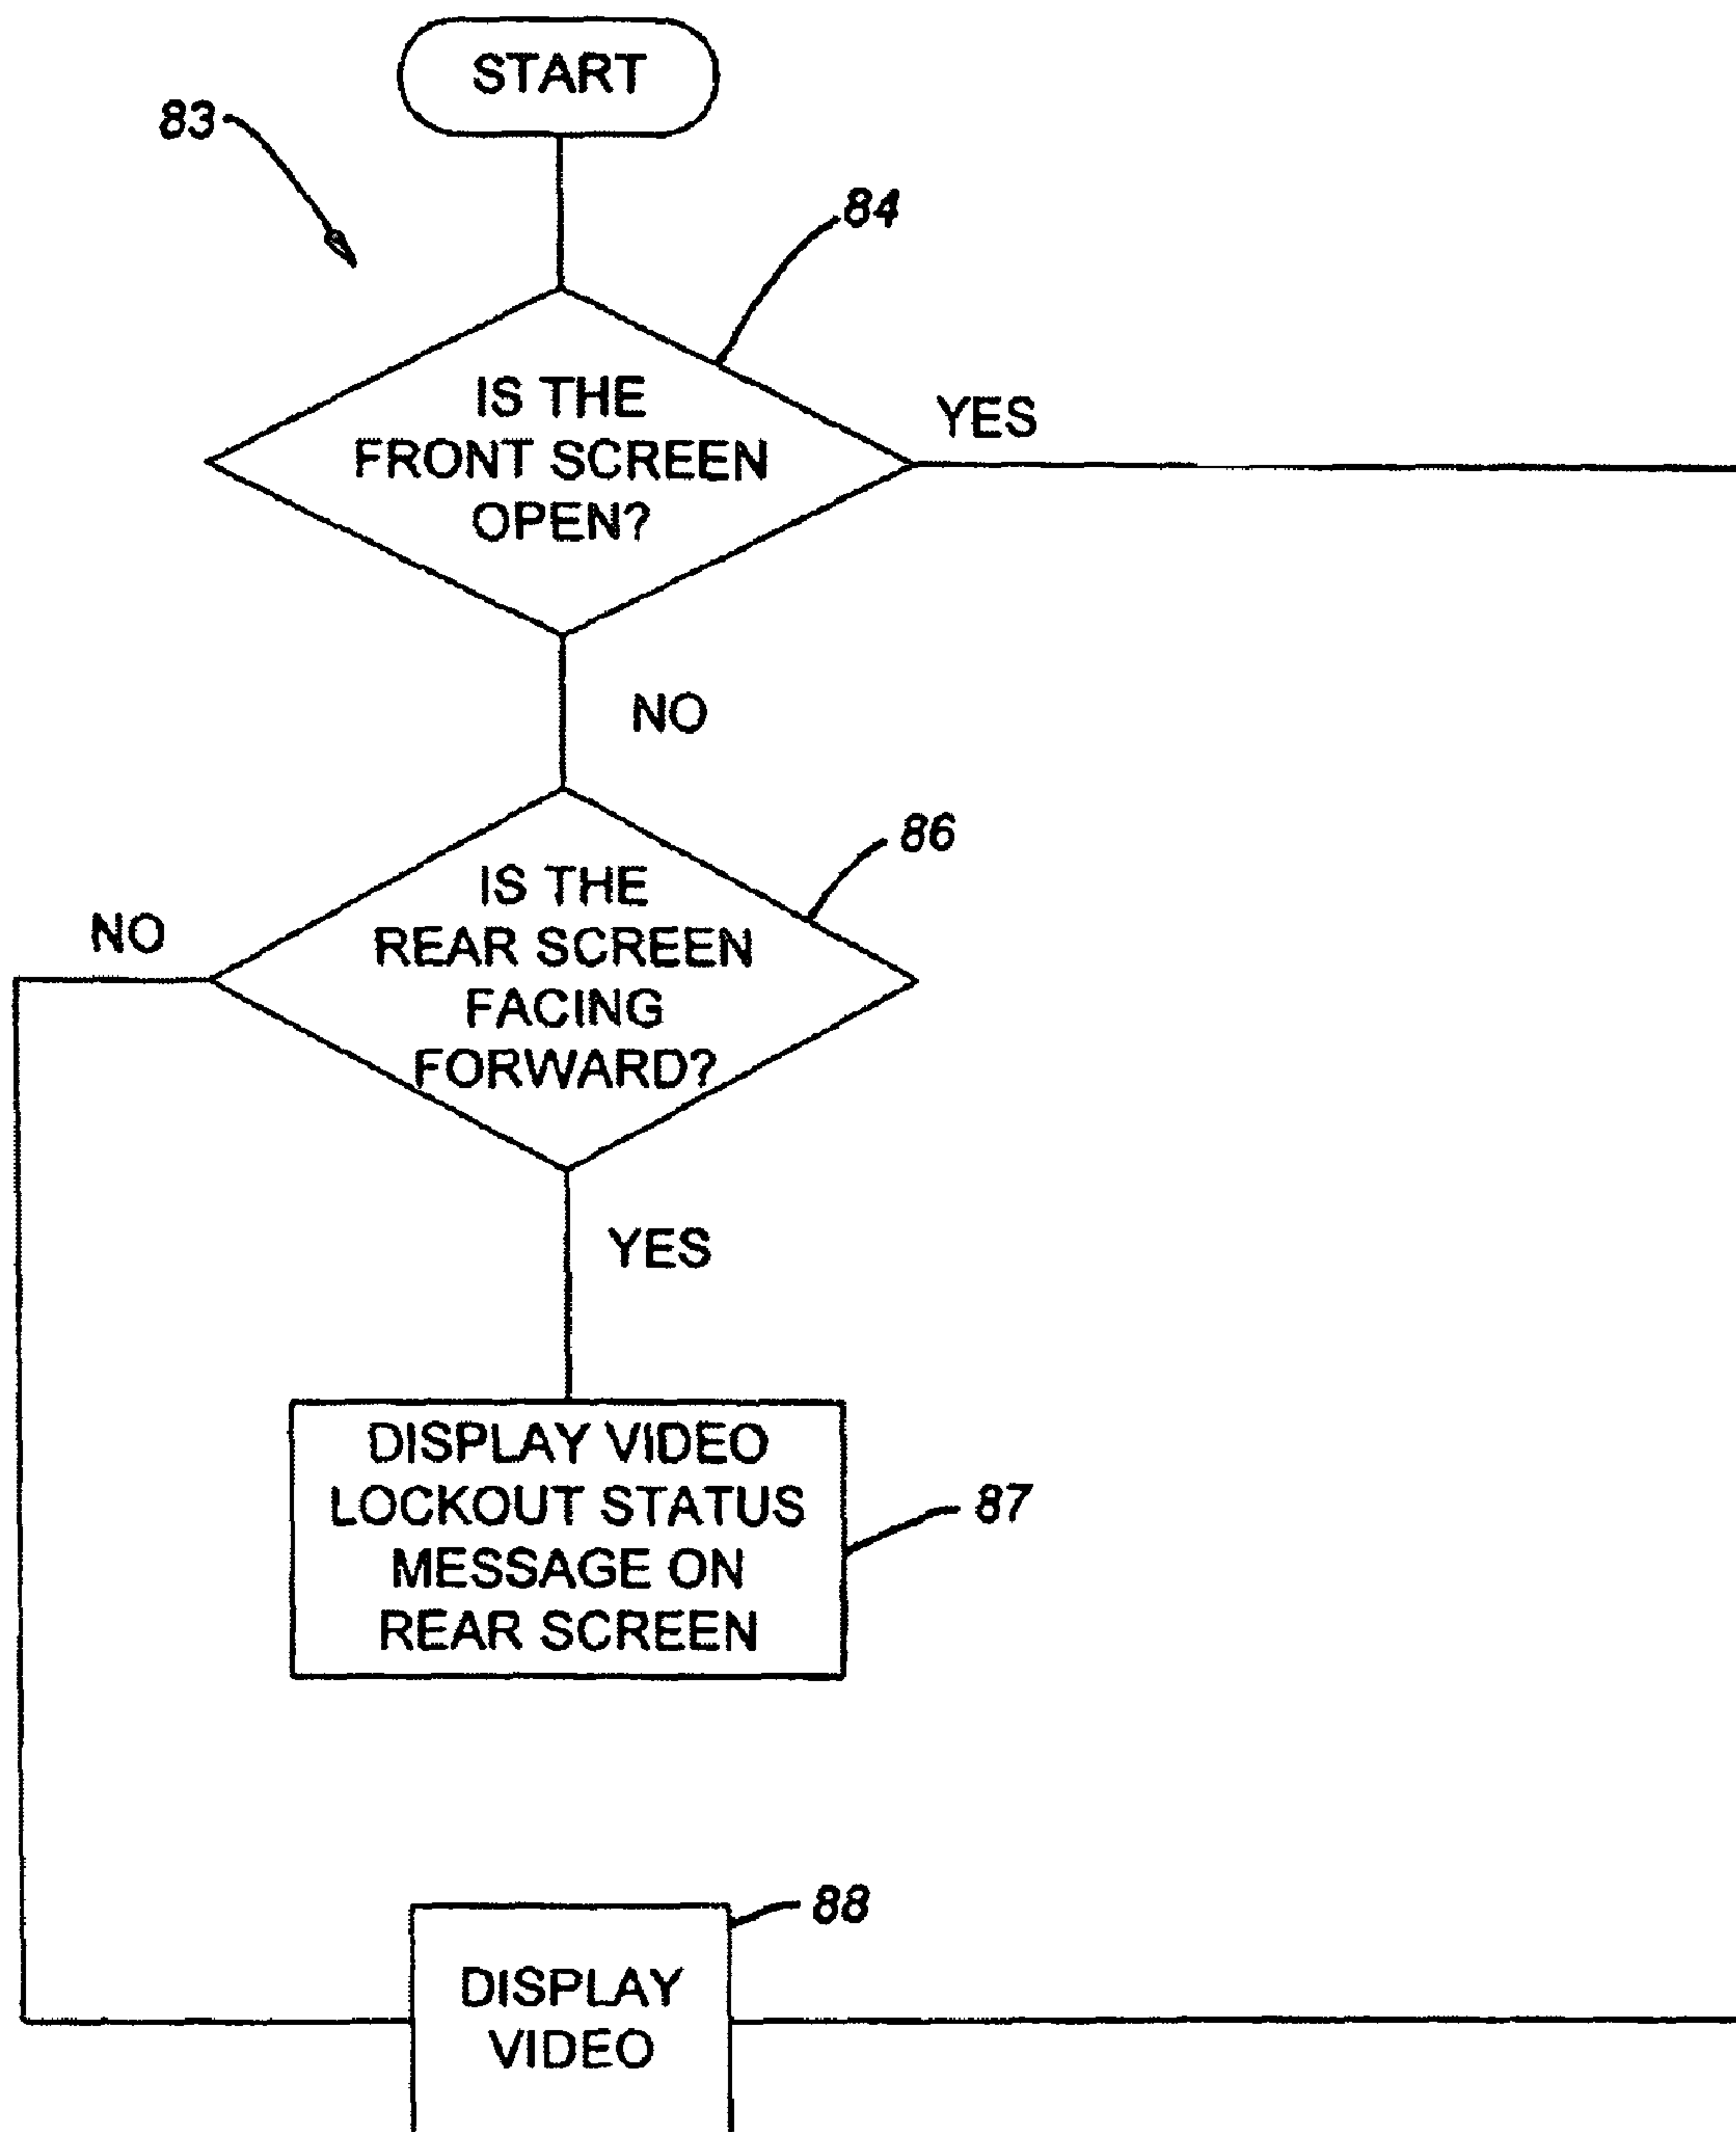 START
83
84
IS THE
FRONT SCREEN
OPEN?
YES
NO
86
IS THE
REAR SCREEN
FACING
FORWARD?
NO
YES
DISPLAY VIDEO
LOCKOUT STATUS
MESSAGE ON
REAR SCREEN
87
88
DISPLAY
VIDEO